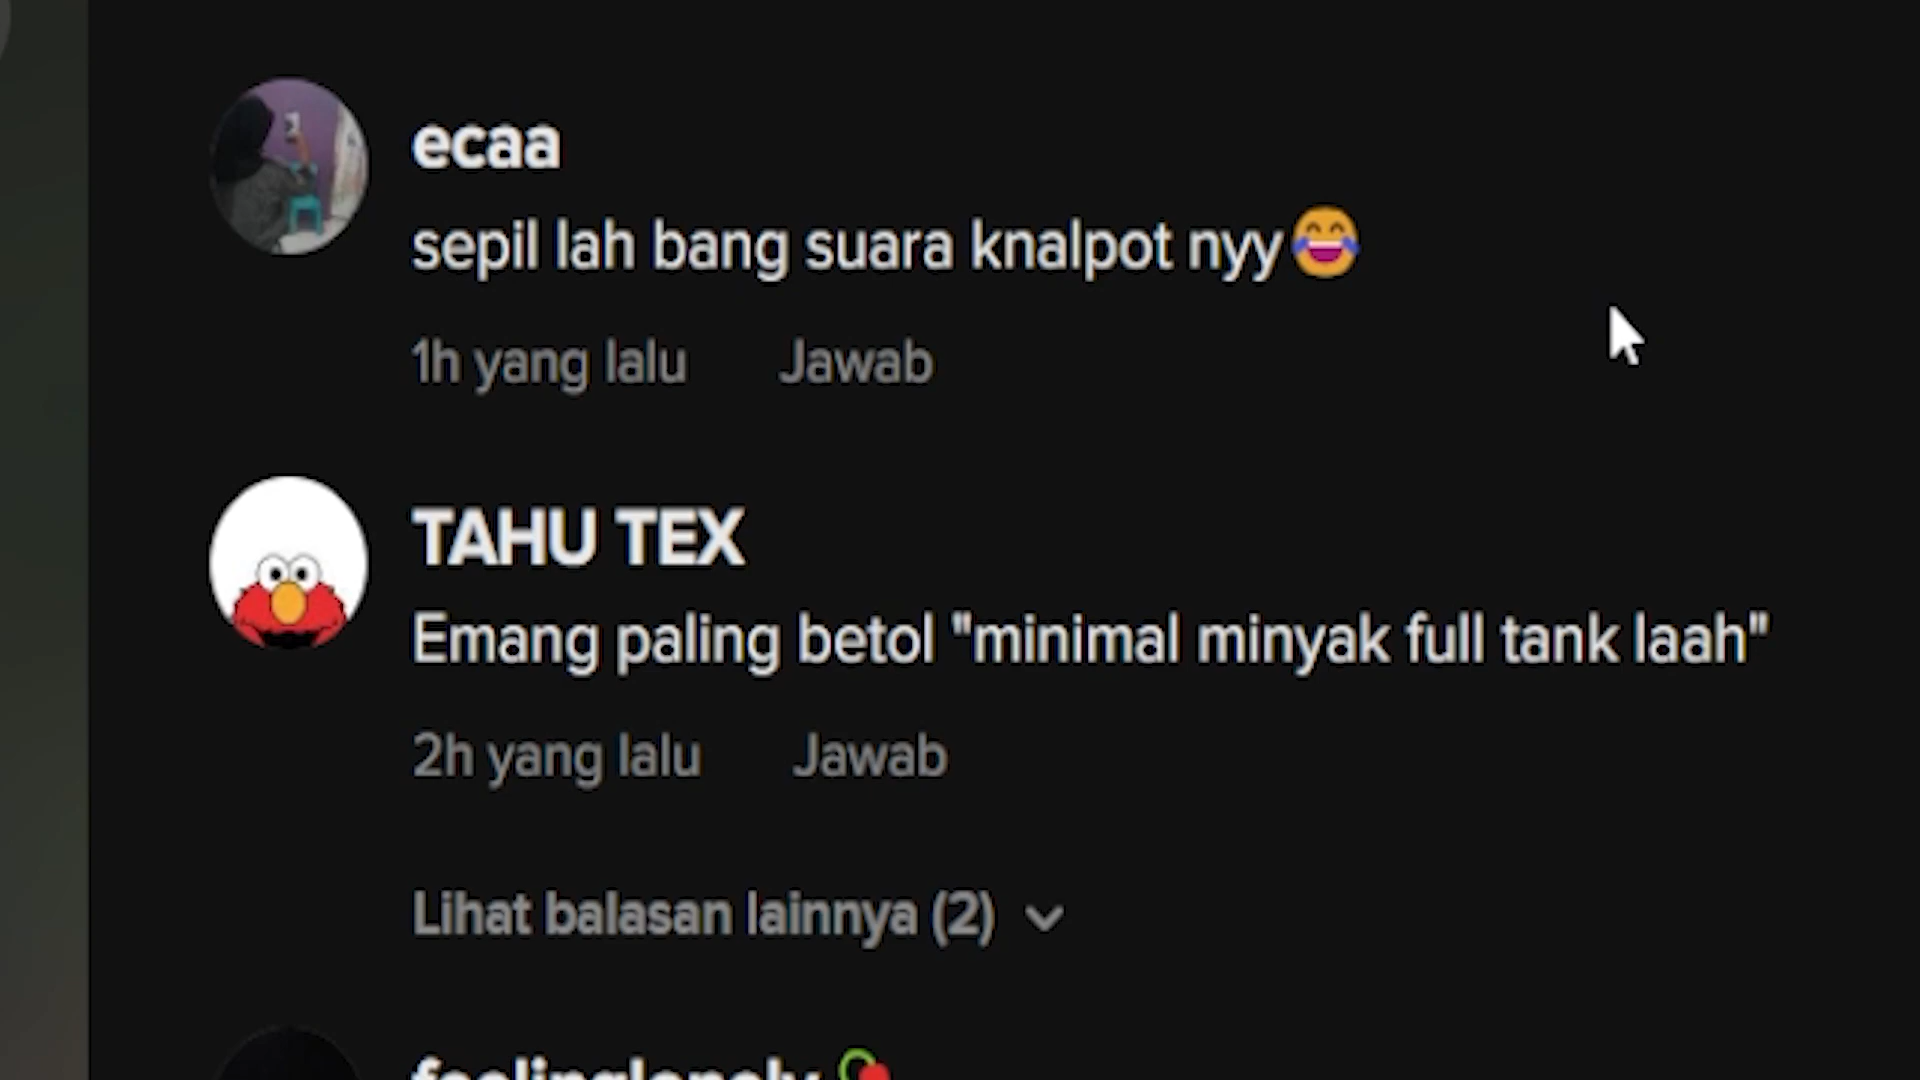 ecaa
sepil lah bang suara knalpot nyy😂
1h yang lalu Jawab
TAHU TEX
Emang paling betol "minimal minyak full tank laah"
2h yang lalu Jawab
Lihat balasan lainnya (2)
feelinglonely